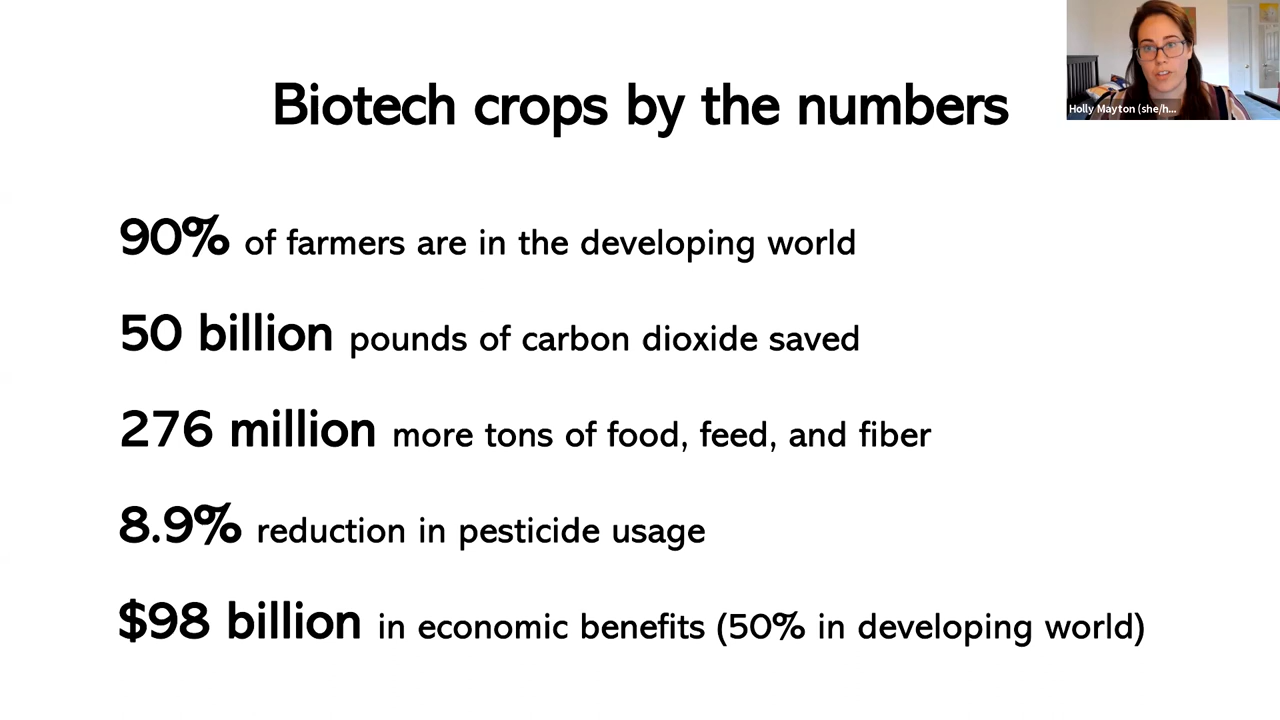 Biotech crops by the numbers
Holly Mayton (she/h...
90% of farmers are in the developing world
50 billion pounds of carbon dioxide saved
276 million more tons of food, feed, and fiber
8.9% reduction in pesticide usage
$98 billion in economic benefits (50% in developing world)